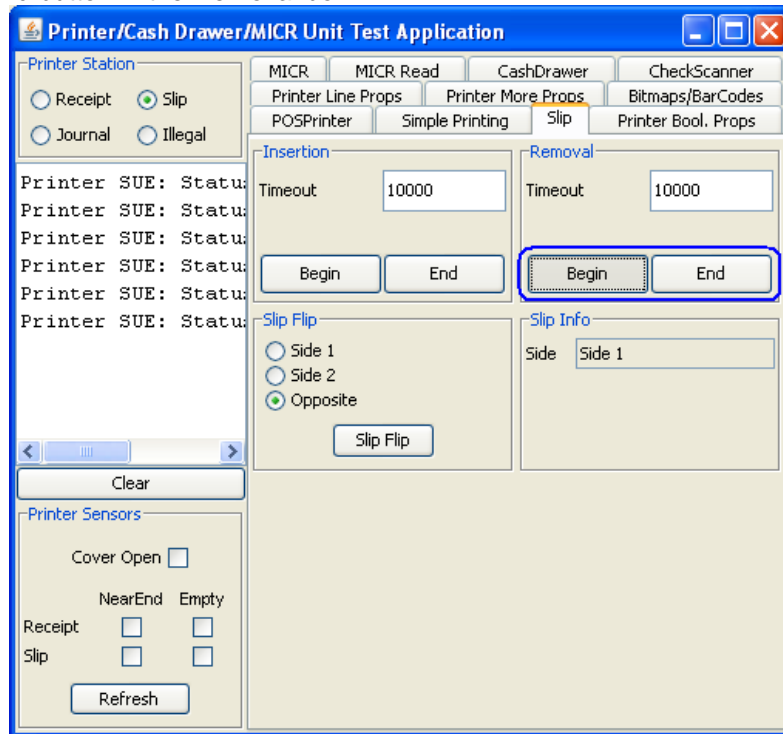 Printer/Cash Drawer/MICR Unit Test Application
Printer Station
Receipt Slip
Journal Illegal
Printer SUE: Statu
Printer SUE: Statu
Printer SUE: Statu
Printer SUE: Statu
Printer SUE: Statu
Printer SUE: Statu
Clear
Printer Sensors
Cover Open
NearEnd Empty
Receipt
Slip
Refresh
MICR MICR Read CashDrawer CheckScanner
Printer Line Props Printer More Props Bitmaps/BarCodes
POSPrinter Simple Printing Slip Printer Bool. Props
Insertion
Timeout 10000
Begin End
Removal
Timeout 10000
Begin End
Slip Flip
Side 1
Side 2
Opposite
Slip Flip
Slip Info
Side Side 1